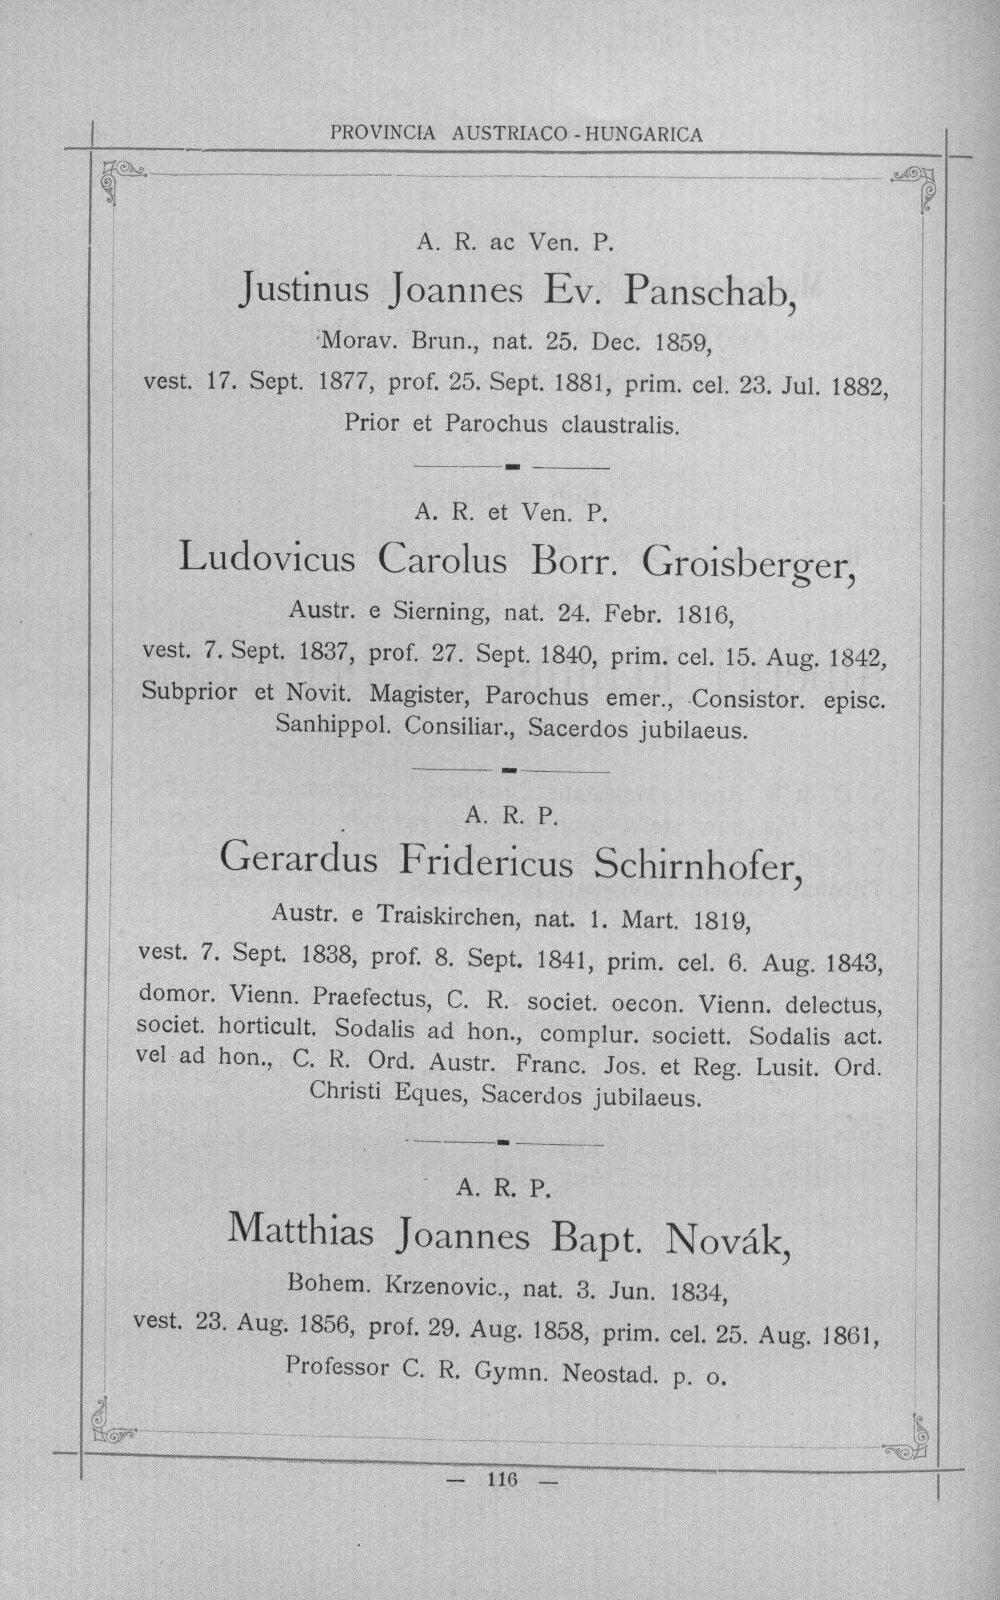 PROVINCIA AUSTRIACO-HUNGARICA
A. R. ac Ven. P.
Justinus Joannes Ev. Panschab,
Morav. Brun., nat. 25. Dec. 1859,
vest. 17. Sept. 1877, prof. 25. Sept. 1881, prim. cel. 23. Jul. 1882,
Prior et Parochus claustralis.
A. R. et Ven. P.
Ludovicus Carolus Borr. Groisberger,
Austr. e Sierning, nat. 24. Febr. 1816,
vest. 7. Sept. 1837, prof. 27. Sept. 1840, prim. cel. 15. Aug. 1842,
Subprior et Novit. Magister, Parochus emer., Consistor. episc.
Sanhippol. Consiliar., Sacerdos jubilaeus.
A. R. P.
Gerardus Fridericus Schirnhofer,
Austr. e Traiskirchen, nat. 1. Mart. 1819,
vest. 7. Sept. 1838, prof. 8. Sept. 1841, prim. cel. 6. Aug. 1843,
domor. Vienn. Praefectus, C. R. societ. oecon. Vienn. delectus,
societ. horticult. Sodalis ad hon., complur. societt. Sodalis act.
vel ad hon., C. R. Ord. Austr. Franc. Jos. et Reg. Lusit. Ord.
Christi Eques, Sacerdos jubilaeus.
A. R. P.
Matthias Joannes Bapt. Novák,
Bohem. Krzenovic., nat. 3. Jun. 1834,
vest. 23. Aug. 1856, prof. 29. Aug. 1858, prim. cel. 25. Aug. 1861,
Professor C. R. Gymn. Neostad. p. o.
— 116 —